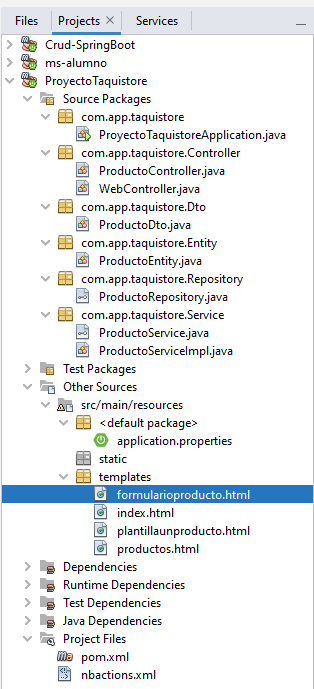 Files Projects Services
Crud-SpringBoot
ms-alumno
ProyectoTaquistore
Source Packages
com.app.taquistore
ProyectoTaquistoreApplication.java
com.app.taquistore.Controller
ProductoController.java
WebController.java
com.app.taquistore.Dto
ProductoDto.java
com.app.taquistore.Entity
ProductoEntity.java
com.app.taquistore.Repository
ProductoRepository.java
com.app.taquistore.Service
ProductoService.java
ProductoServiceImpl.java
Test Packages
Other Sources
src/main/resources
<default package>
application.properties
static
templates
formularioproducto.html
index.html
plantillaunproducto.html
productos.html
Dependencies
Runtime Dependencies
Test Dependencies
Java Dependencies
Project Files
pom.xml
nbactions.xml